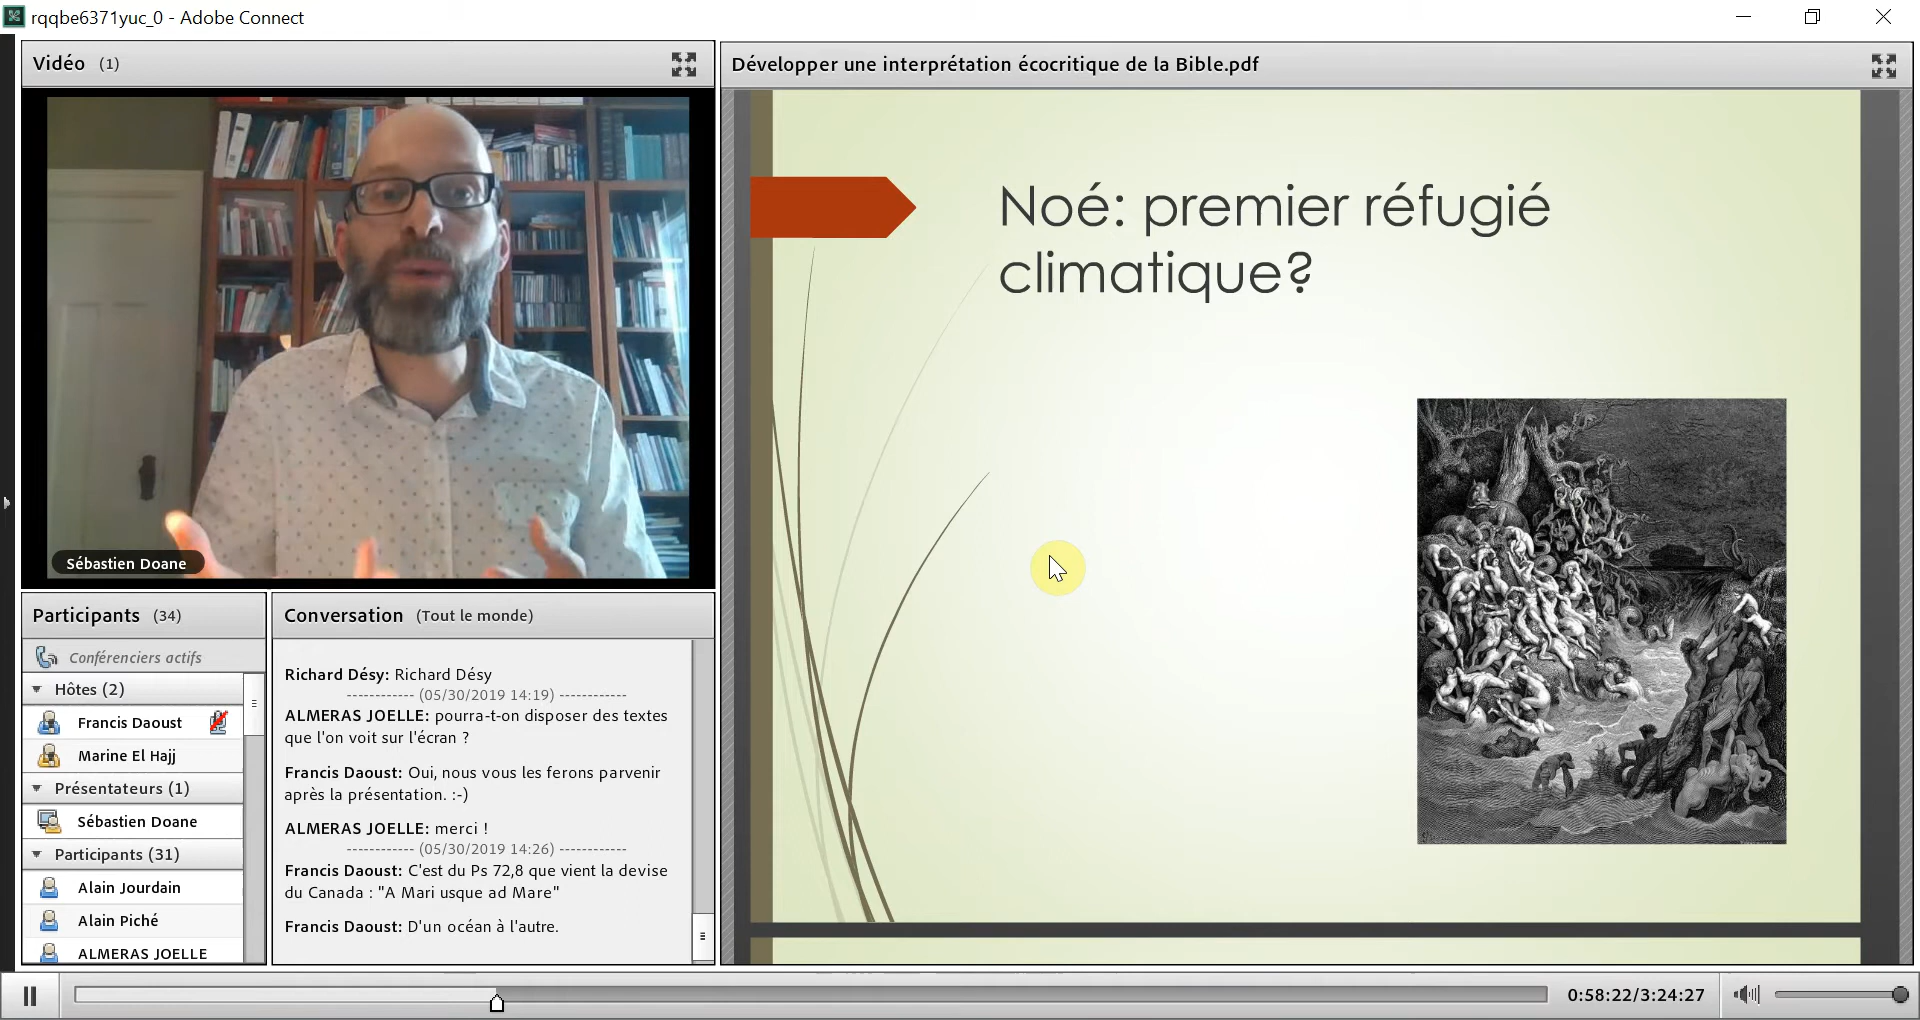 rqqbe6371yuc_0 - Adobe Connect
Vidéo (1)
Sébastien Doane
Participants (34)
Conférenciers actifs
Hôtes (2)
Francis Daoust
Marine El Hajj
Présentateurs (1)
Sébastien Doane
Participants (31)
Alain Jourdain
Alain Piché
ALMERAS JOELLE
Conversation (Tout le monde)
Richard Désy: Richard Désy
------------ (05/30/2019 14:19) ------------
ALMERAS JOELLE: pourra-t-on disposer des textes
que l'on voit sur l'écran ?
Francis Daoust: Oui, nous vous les ferons parvenir
après la présentation. :-)
ALMERAS JOELLE: merci !
------------ (05/30/2019 14:26) ------------
Francis Daoust: C'est du Ps 72,8 que vient la devise
du Canada : "A Mari usque ad Mare"
Francis Daoust: D'un océan à l'autre.
Développer une interprétation écocritique de la Bible.pdf
Noé: premier réfugié
climatique?
0:58:22/3:24:27